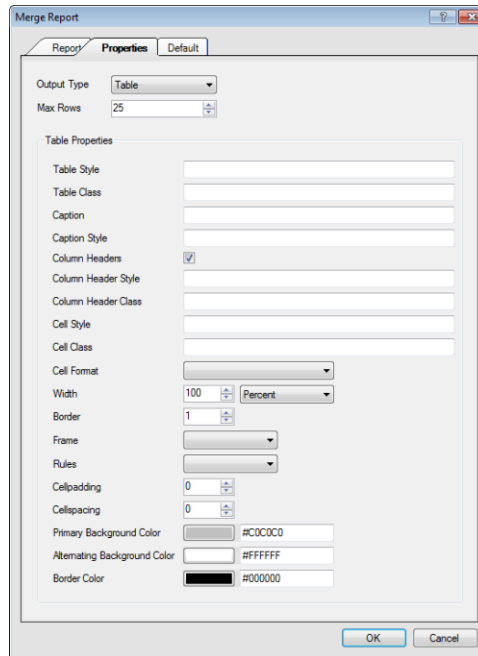 Merge Report
Report Properties Default
Output Type Table
Max Rows 25
Table Properties
Table Style
Table Class
Caption
Caption Style
Column Headers
Column Header Style
Column Header Class
Cell Style
Cell Class
Cell Format
Width 100 Percent
Border 1
Frame
Rules
Cellpadding 0
Cellspacing 0
Primary Background Color #C0C0C0
Alternating Background Color #FFFFFF
Border Color #000000
OK Cancel